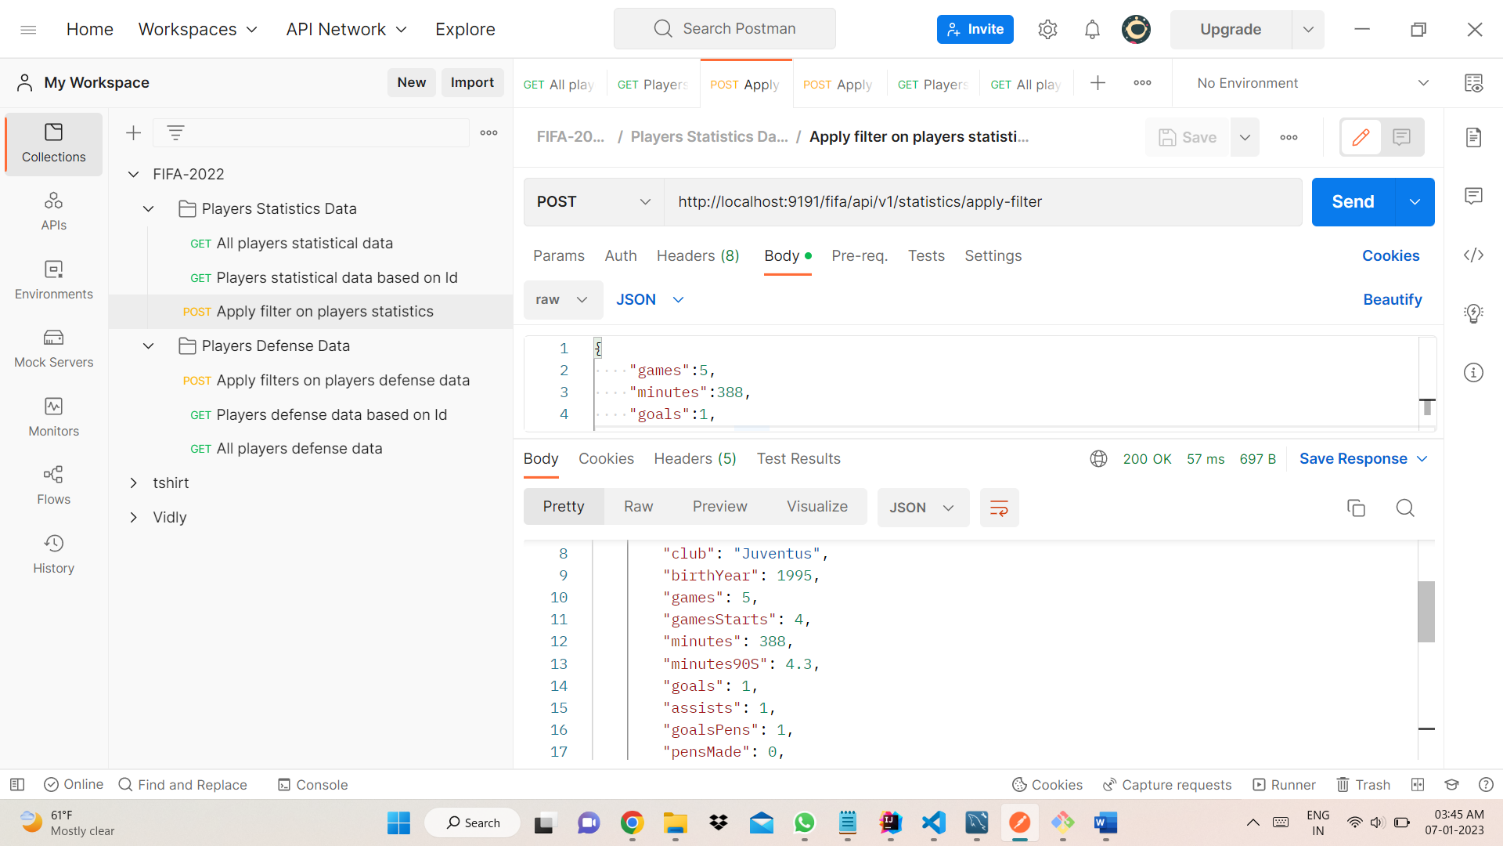 Home
Workspaces
API Network
Explore
Search Postman
Invite
Upgrade
My Workspace
New
Import
GET All play
GET Players
POST Apply
POST Apply
GET Players
GET All play
No Environment
Collections
APIs
Environments
Mock Servers
Monitors
Flows
History
FIFA-2022
Players Statistics Data
GET All players statistical data
GET Players statistical data based on Id
POST Apply filter on players statistics
Players Defense Data
POST Apply filters on players defense data
GET Players defense data based on Id
GET All players defense data
tshirt
Vidly
FIFA-20... / Players Statistics Da... / Apply filter on players statisti...
Save
POST
http://localhost:9191/fifa/api/v1/statistics/apply-filter
Send
Params
Auth
Headers (8)
Body
Pre-req.
Tests
Settings
Cookies
raw
JSON
Beautify
1 {
2 "games":5,
3 "minutes":388,
4 "goals":1,
Body
Cookies
Headers (5)
Test Results
200 OK
57 ms
697 B
Save Response
Pretty
Raw
Preview
Visualize
JSON
8 "club": "Juventus",
9 "birthYear": 1995,
10 "games": 5,
11 "gamesStarts": 4,
12 "minutes": 388,
13 "minutes90S": 4.3,
14 "goals": 1,
15 "assists": 1,
16 "goalsPens": 1,
17 "pensMade": 0,
Online
Find and Replace
Console
Cookies
Capture requests
Runner
Trash
61°F
Mostly clear
Search
ENG
IN
03:45 AM
07-01-2023